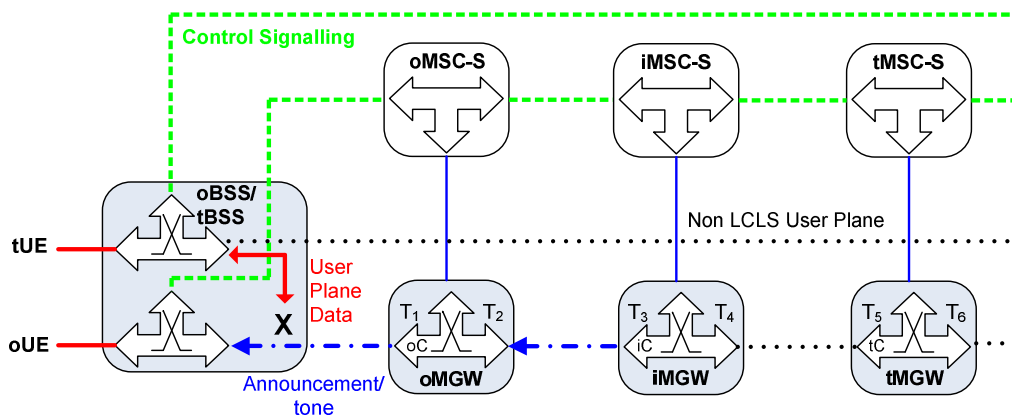 Control Signalling
oMSC-S
iMSC-S
tMSC-S
oBSS/
tBSS
Non LCLS User Plane
tUE
User
Plane
Data
X
T1 T2
T3 T4
T5 T6
oUE
oC
iC
tC
oMGW
iMGW
tMGW
Announcement/
tone